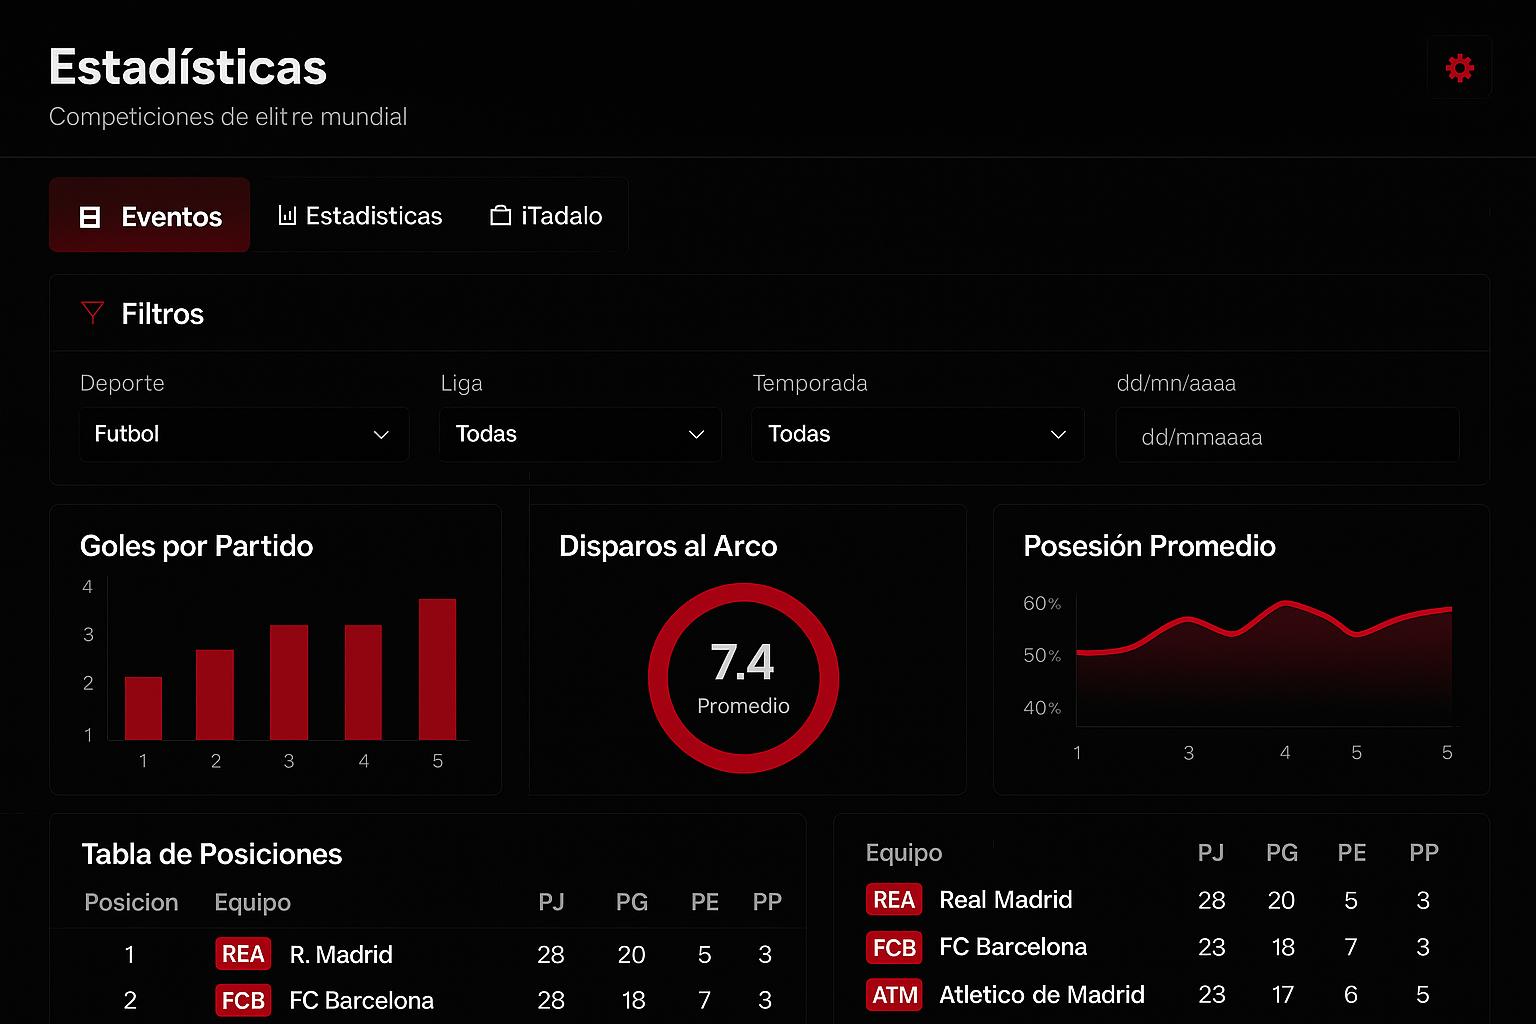 Estadísticas
Competiciones de elitre mundial
Eventos
Estadisticas
iTadalo
Filtros
Deporte
Liga
Temporada
dd/mn/aaaa
Futbol
Todas
Todas
dd/mmaaaa
Goles por Partido
4
3
2
1
1 2 3 4 5
Disparos al Arco
7.4
Promedio
Posesión Promedio
60%
50%
40%
1 3 4 5 5
Tabla de Posiciones
Posicion Equipo PJ PG PE PP
1 REA R. Madrid 28 20 5 3
2 FCB FC Barcelona 28 18 7 3
Equipo PJ PG PE PP
REA Real Madrid 28 20 5 3
FCB FC Barcelona 23 18 7 3
ATM Atletico de Madrid 23 17 6 5